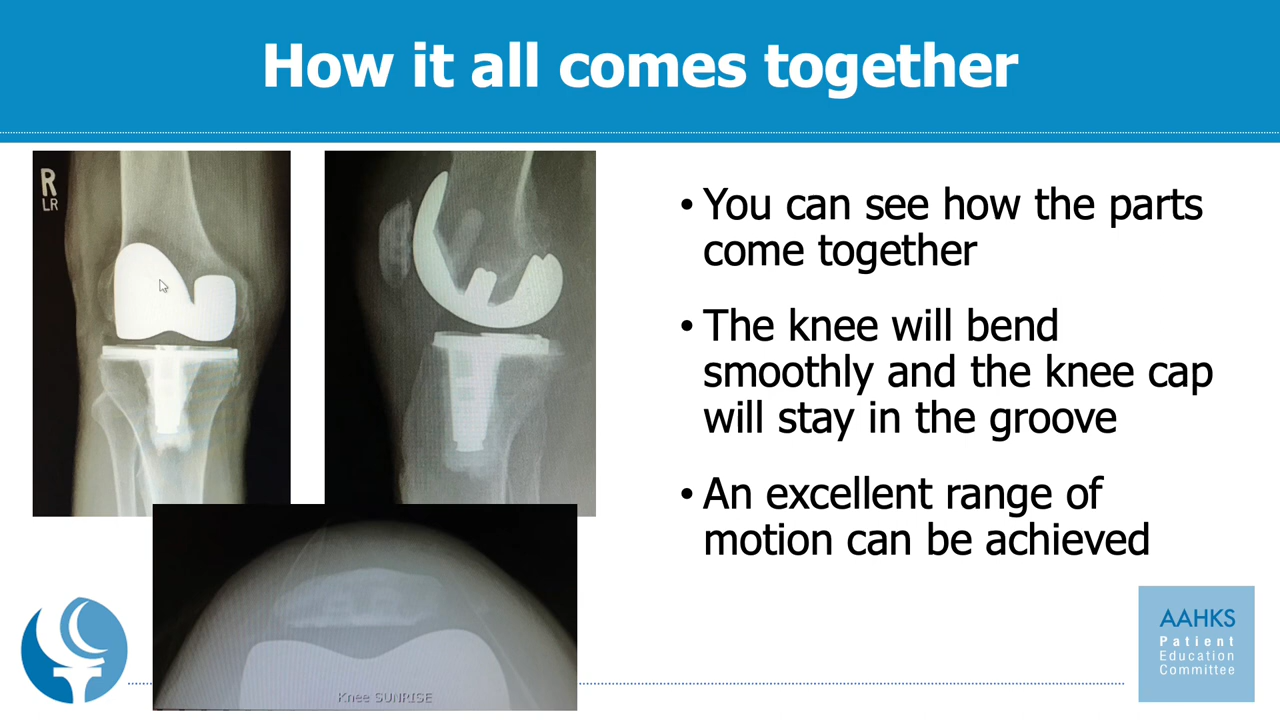 How it all comes together
R
LR
• You can see how the parts
come together
• The knee will bend
smoothly and the knee cap
will stay in the groove
• An excellent range of
motion can be achieved
Knee SUNRISE
AAHKS
Patient
Education
Committee